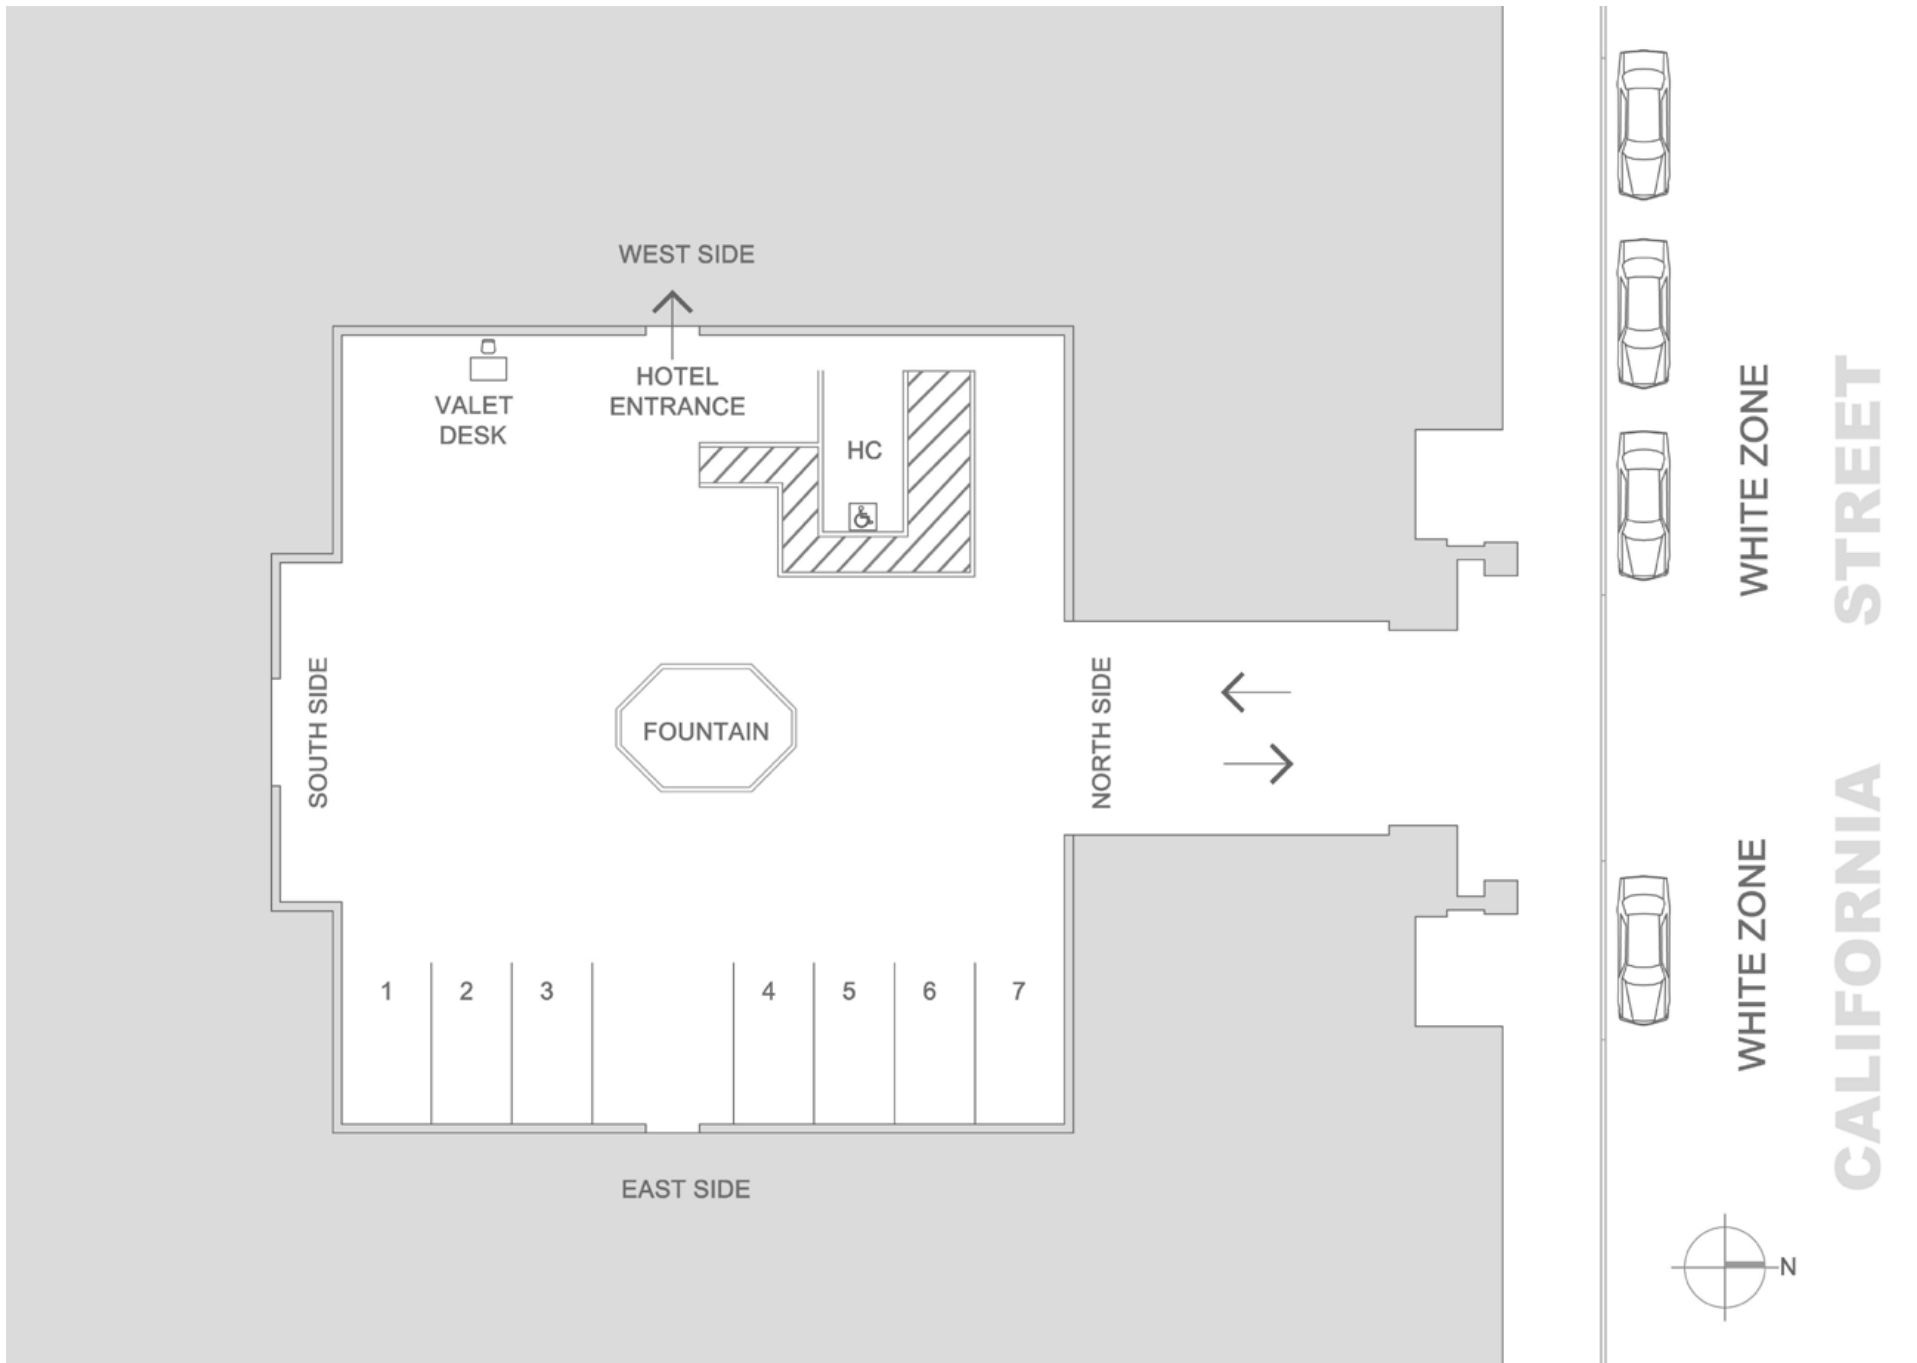 WEST SIDE
HOTEL
ENTRANCE
VALET
DESK
HC
WHITE ZONE
STREET
SOUTH SIDE
FOUNTAIN
NORTH SIDE
WHITE ZONE
CALIFORNIA
1
2
3
4
5
6
7
EAST SIDE
N